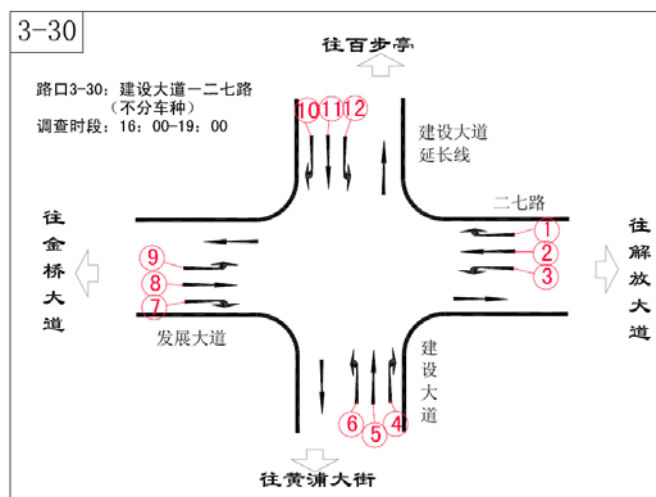 3-30
往百步亭
路口3-30：建设大道－二七路
（不分车种）
调查时段：16：00-19：00
⑩⑪⑫
建设大道
延长线
二七路
往金桥大道
往解放大道
①
②
③
⑨
⑧
⑦
发展大道
建设大道
⑥
⑤
④
往黄浦大街